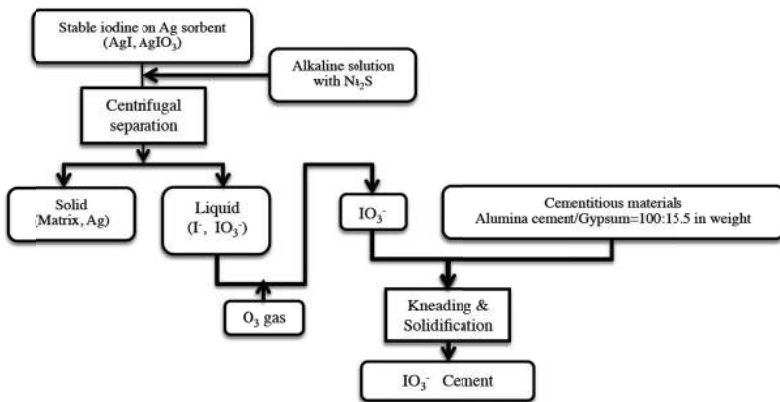 Stable iodine on Ag sorbent
(AgI, AgIO₃)
Alkaline solution
with Na₂S
Centrifugal
separation
Solid
(Matrix, Ag)
Liquid
(I⁻, IO₃⁻)
IO₃⁻
Cementitious materials
Alumina cement/Gypsum=100:15.5 in weight
O₃ gas
Kneading &
Solidification
IO₃⁻ Cement